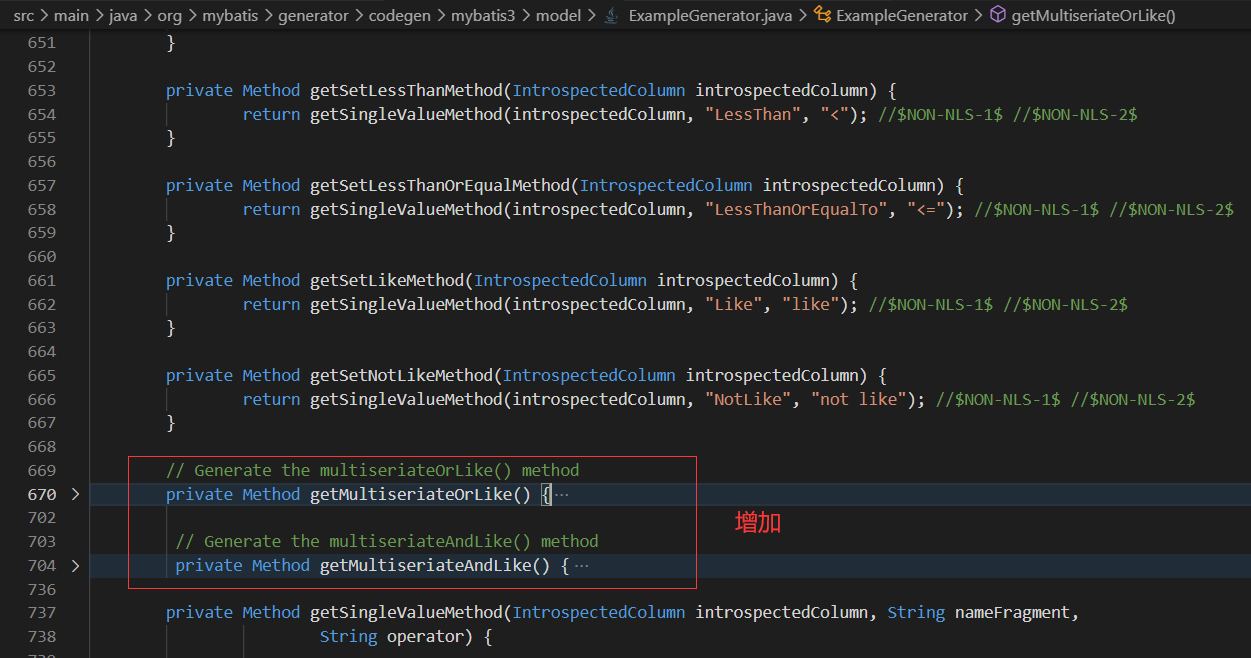 src > main > java > org > mybatis > generator > codegen > mybatis3 > model > ExampleGenerator.java > ExampleGenerator > getMultiseriateOrLike()
651 }
652
653 private Method getSetLessThanMethod(IntrospectedColumn introspectedColumn) {
654 return getSingleValueMethod(introspectedColumn, "LessThan", "<"); //$NON-NLS-1$ //$NON-NLS-2$
655 }
656
657 private Method getSetLessThanOrEqualMethod(IntrospectedColumn introspectedColumn) {
658 return getSingleValueMethod(introspectedColumn, "LessThanOrEqualTo", "<="); //$NON-NLS-1$ //$NON-NLS-2$
659 }
660
661 private Method getSetLikeMethod(IntrospectedColumn introspectedColumn) {
662 return getSingleValueMethod(introspectedColumn, "Like", "like"); //$NON-NLS-1$ //$NON-NLS-2$
663 }
664
665 private Method getSetNotLikeMethod(IntrospectedColumn introspectedColumn) {
666 return getSingleValueMethod(introspectedColumn, "NotLike", "not like"); //$NON-NLS-1$ //$NON-NLS-2$
667 }
668
669 // Generate the multiseriateOrLike() method
670 > private Method getMultiseriateOrLike() {···
702
增加
703 // Generate the multiseriateAndLike() method
704 > private Method getMultiseriateAndLike() {···
736
737 private Method getSingleValueMethod(IntrospectedColumn introspectedColumn, String nameFragment,
738 String operator) {